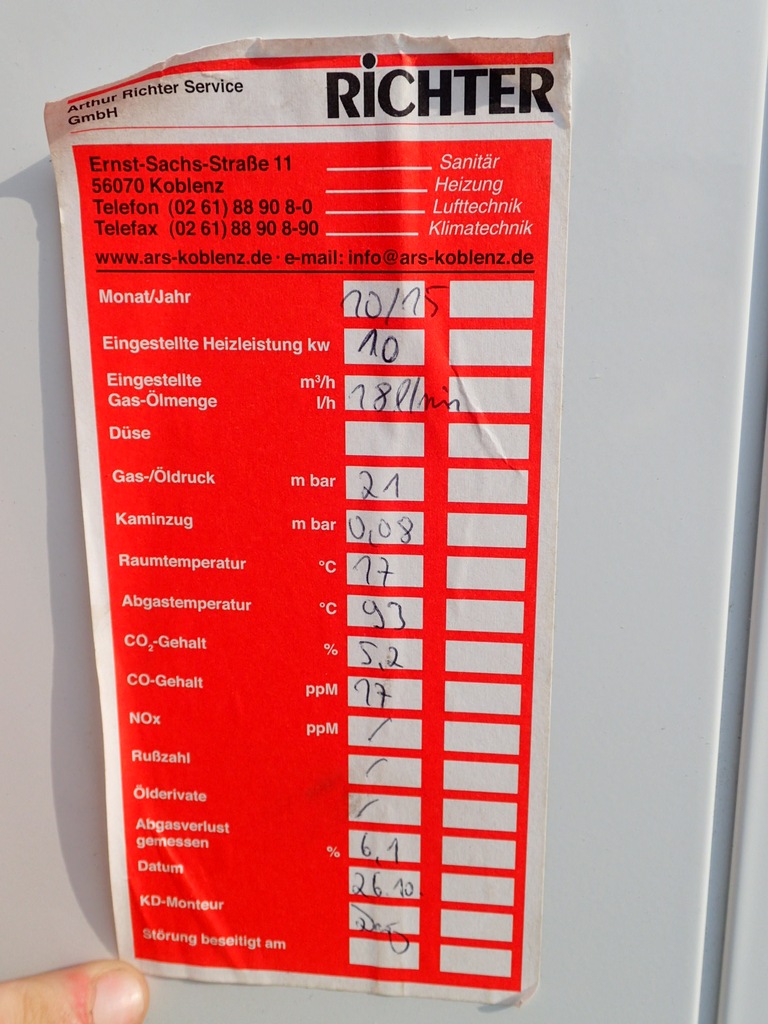 Arthur Richter Service
GmbH
RiCHTER
Ernst-Sachs-Straße 11
56070 Koblenz
Telefon (02 61) 88 90 8-0
Telefax (02 61) 88 90 8-90
Sanitär
Heizung
Lufttechnik
Klimatechnik
www.ars-koblenz.de · e-mail: info@ars-koblenz.de
Monat/Jahr 10/15
Eingestellte Heizleistung kw 10
Eingestellte m³/h
Gas-Ölmenge l/h 18 l/min
Düse
Gas-/Öldruck m bar 21
Kaminzug m bar 0,08
Raumtemperatur °C 17
Abgastemperatur °C 93
CO₂-Gehalt % 5,2
CO-Gehalt ppM 17
NOx ppM /
Rußzahl /
Ölderivate /
Abgasverlust
gemessen % 6,1
Datum 26.10.
KD-Monteur
Störung beseitigt am